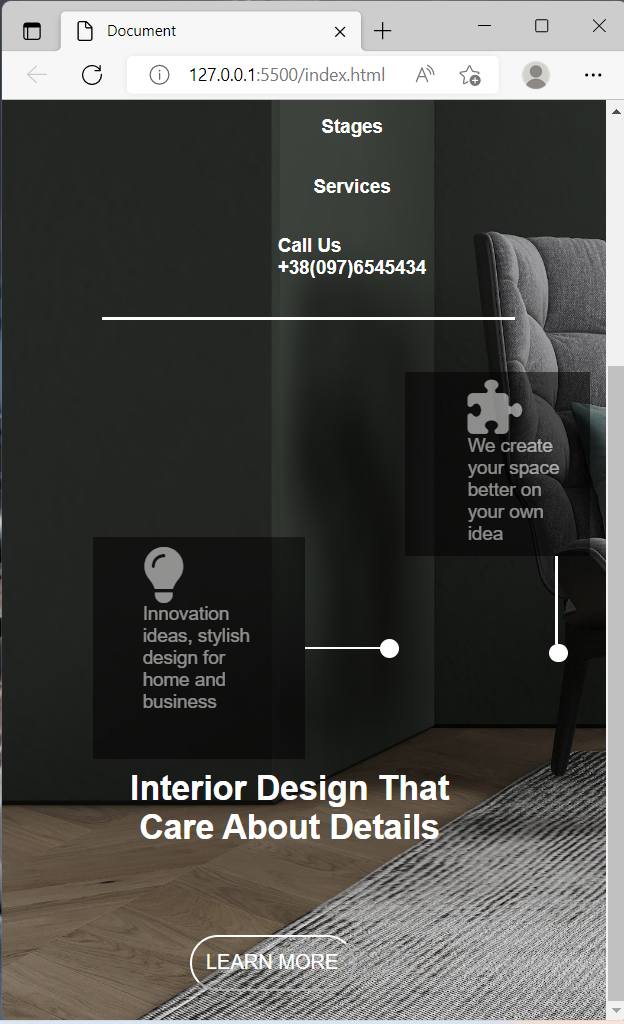 Document
127.0.0.1:5500/index.html
Stages
Services
Call Us
+38(097)6545434
We create
your space
better on
your own
idea
Innovation
ideas, stylish
design for
home and
business
Interior Design That
Care About Details
LEARN MORE